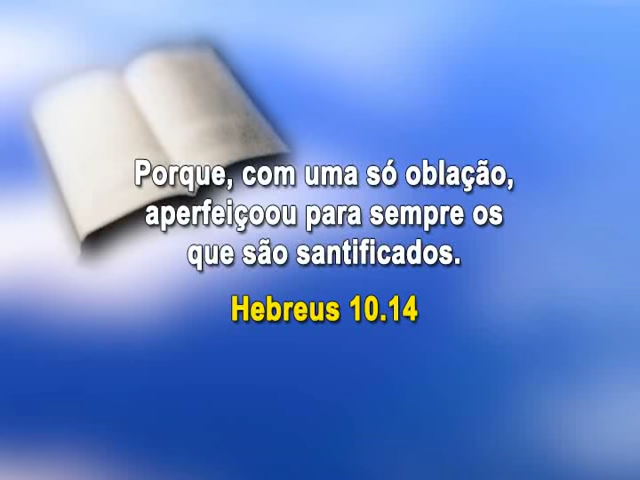 Porque, com uma só oblação,
aperfeiçoou para sempre os
que são santificados.
Hebreus 10.14